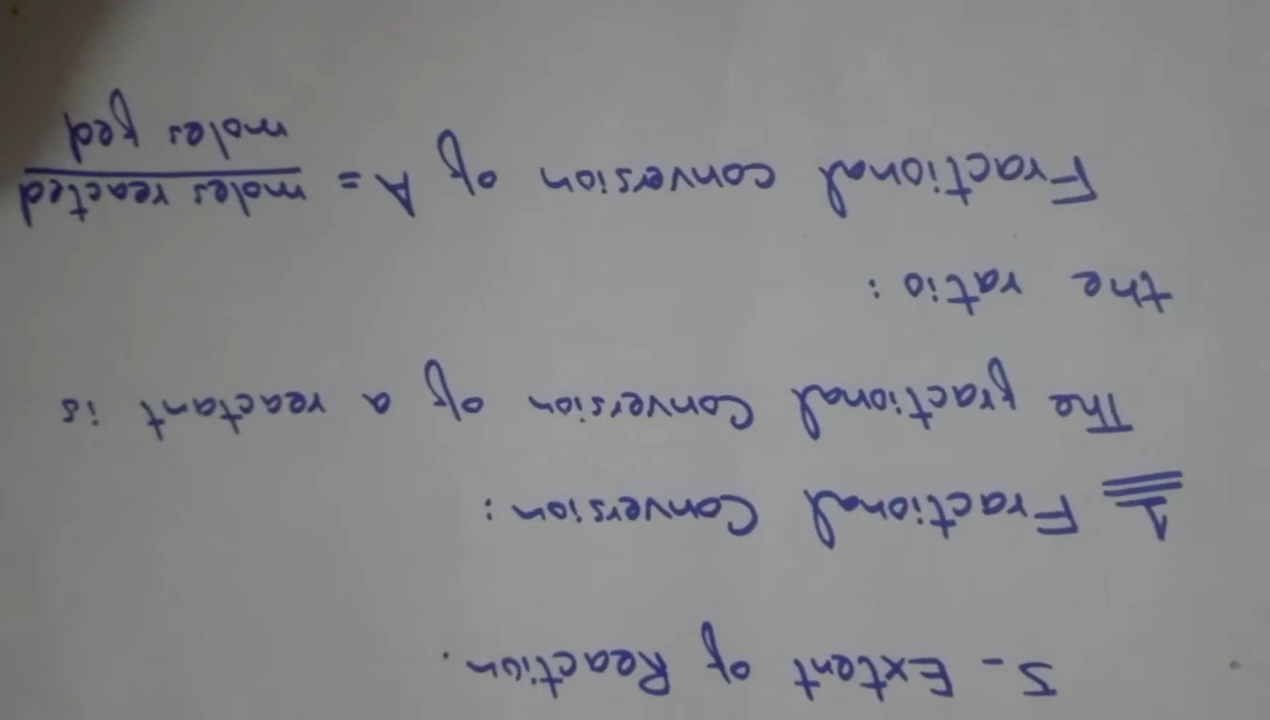 5- Extent of Reaction.
1 Fractional Conversion:
The fractional Conversion of a reactant is
the ratio:
Fractional conversion of A = moles reacted
moles fed